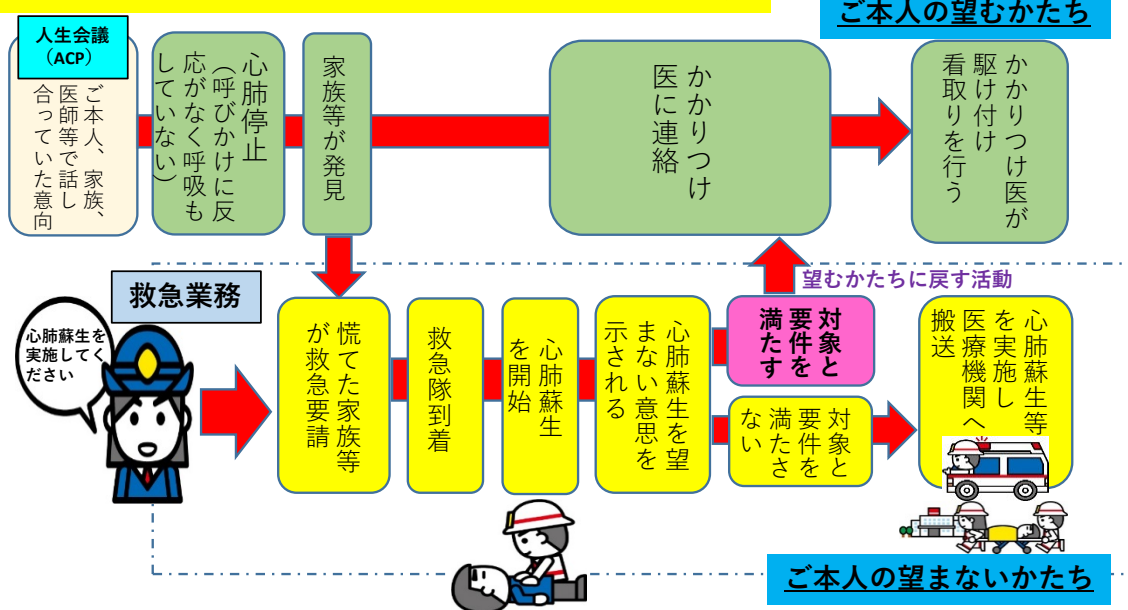 ご本人の望むかたち
人生会議
（ACP）
ご本人、家族、
医師等で話し
合っていた意向
心肺停止
（呼びかけに反
応がなく呼吸も
していない）
家族等が発見
かかりつけ
医に連絡
かかりつけ医が
駆け付け
看取りを行う
望むかたちに戻す活動
救急業務
心肺蘇生を
実施してく
ださい
慌てた家族等
が救急要請
救急隊到着
心肺蘇生
を開始
心肺蘇生を望
まない意思を
示される
対象と
要件を
満たす
対象と
要件を
満たさ
ない
心肺蘇生等
を実施し
医療機関へ
搬送
ご本人の望まないかたち